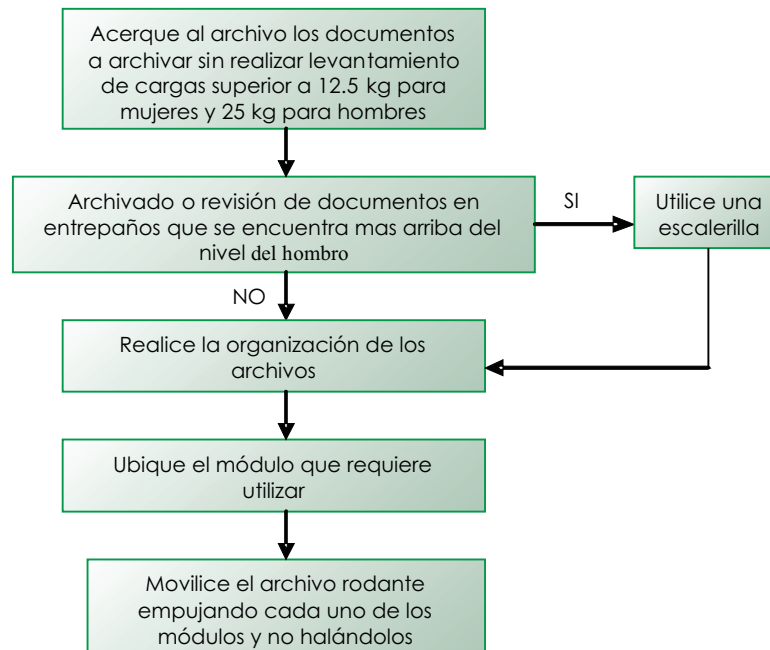 Acerque al archivo los documentos
a archivar sin realizar levantamiento
de cargas superior a 12.5 kg para
mujeres y 25 kg para hombres
Archivado o revisión de documentos en
entrepaños que se encuentra mas arriba del
nivel del hombro
SI
Utilice una
escalerilla
NO
Realice la organización de los
archivos
Ubique el módulo que requiere
utilizar
Movilice el archivo rodante
empujando cada uno de los
módulos y no halándolos